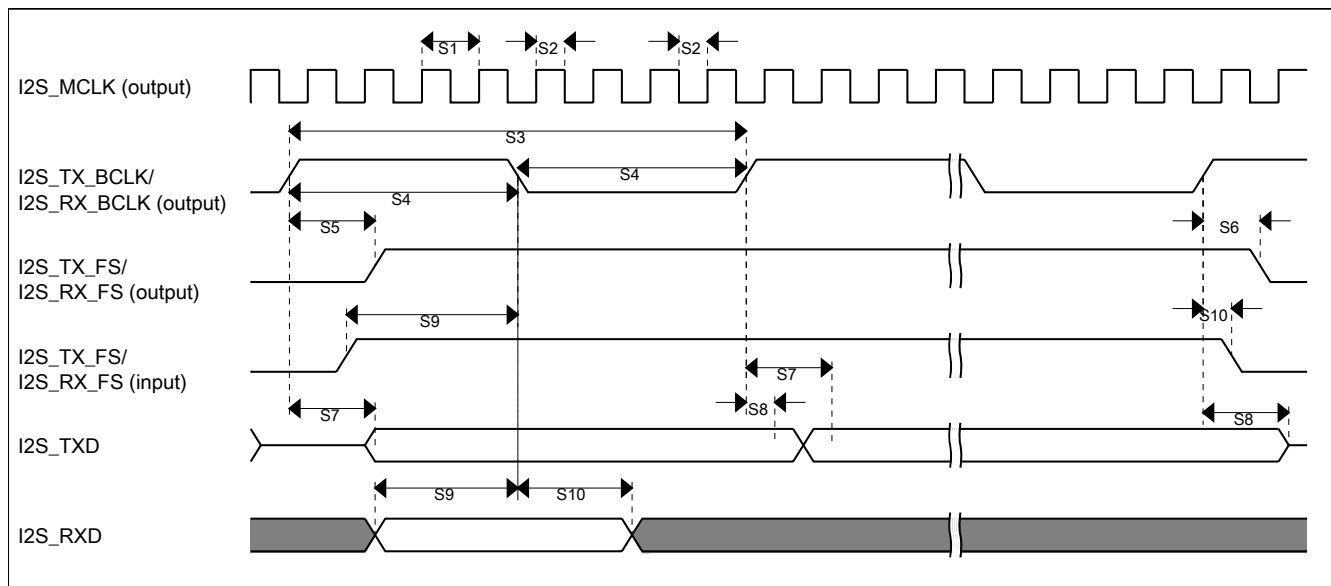 S1
S2
S2
I2S_MCLK (output)
S3
I2S_TX_BCLK/
I2S_RX_BCLK (output)
S4
S4
S5
S6
I2S_TX_FS/
I2S_RX_FS (output)
S9
S10
I2S_TX_FS/
I2S_RX_FS (input)
S7
S7
S8
S8
I2S_TXD
S9
S10
I2S_RXD